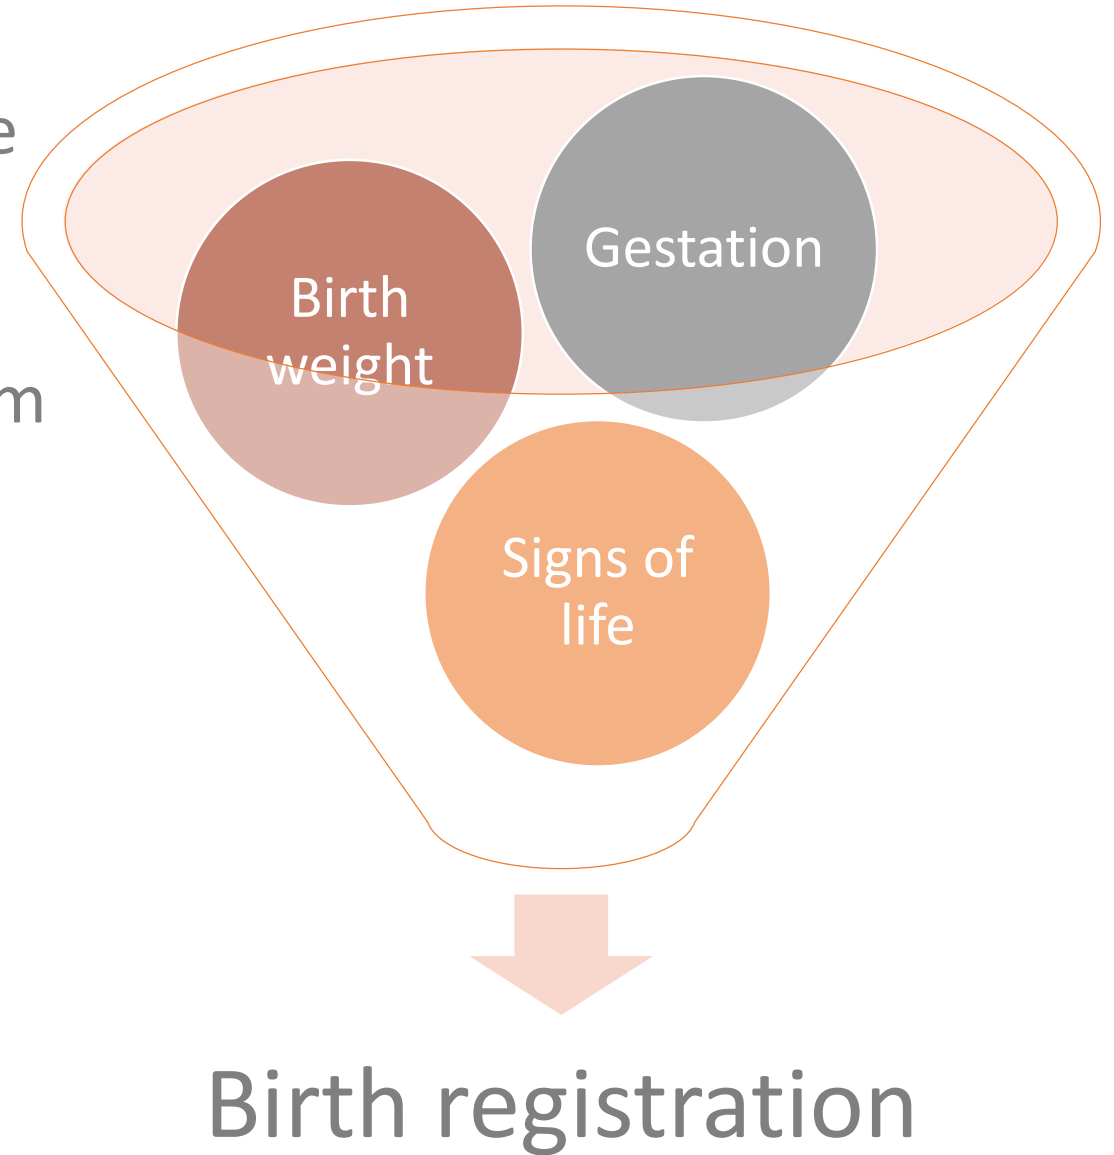 e
m
Gestation
Birth
weight
Signs of
life
Birth registration